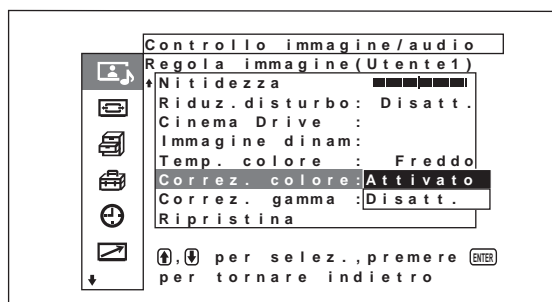 Controllo immagine/audio
Regola immagine(Utente1)
Nitidezza
Riduz.disturbo: Disatt.
Cinema Drive :
Immagine dinam:
Temp. colore : Freddo
Correz. colore:Attivato
Correz. gamma :Disatt.
Ripristina
, per selez.,premere ENTER
per tornare indietro